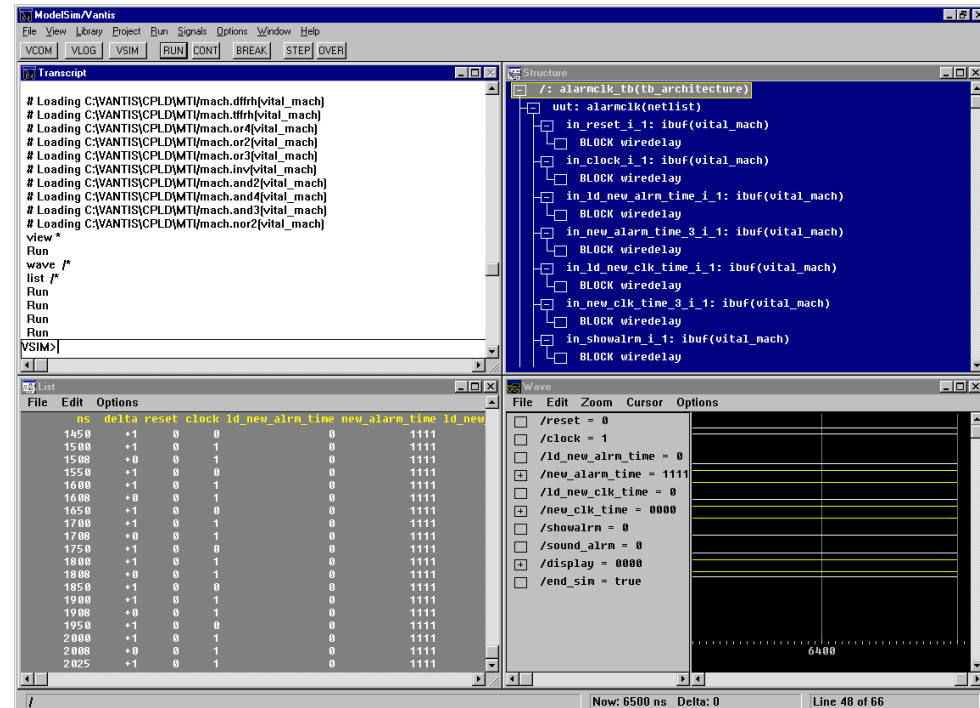 ModelSim/Vantis
File View Library Project Run Signals Options Window Help
VCOM VLOG VSIM RUN CONT BREAK STEP OVER
Transcript
# Loading C:\VANTIS\CPLD\MTI/mach.dffrh(vital_mach)
# Loading C:\VANTIS\CPLD\MTI/mach.tffrh(vital_mach)
# Loading C:\VANTIS\CPLD\MTI/mach.or4(vital_mach)
# Loading C:\VANTIS\CPLD\MTI/mach.or2(vital_mach)
# Loading C:\VANTIS\CPLD\MTI/mach.or3(vital_mach)
# Loading C:\VANTIS\CPLD\MTI/mach.inv(vital_mach)
# Loading C:\VANTIS\CPLD\MTI/mach.and2(vital_mach)
# Loading C:\VANTIS\CPLD\MTI/mach.and4(vital_mach)
# Loading C:\VANTIS\CPLD\MTI/mach.and3(vital_mach)
# Loading C:\VANTIS\CPLD\MTI/mach.nor2(vital_mach)
view *
Run
wave /*
list /*
Run
Run
Run
Run
VSIM>
Structure
/: alarmclk_tb(tb_architecture)
uut: alarmclk(netlist)
in_reset_i_1: ibuf(vital_mach)
BLOCK wiredelay
in_clock_i_1: ibuf(vital_mach)
BLOCK wiredelay
in_ld_new_alrm_time_i_1: ibuf(vital_mach)
BLOCK wiredelay
in_new_alarm_time_3_i_1: ibuf(vital_mach)
BLOCK wiredelay
in_ld_new_clk_time_i_1: ibuf(vital_mach)
BLOCK wiredelay
in_new_clk_time_3_i_1: ibuf(vital_mach)
BLOCK wiredelay
in_showalrm_i_1: ibuf(vital_mach)
BLOCK wiredelay
List
File Edit Options
ns delta reset clock ld_new_alrm_time new_alarm_time ld_new
1450 +1 0 0 0 1111
1500 +1 0 1 0 1111
1508 +0 0 1 0 1111
1550 +1 0 0 0 1111
1600 +1 0 1 0 1111
1608 +0 0 1 0 1111
1650 +1 0 0 0 1111
1700 +1 0 1 0 1111
1708 +0 0 1 0 1111
1750 +1 0 0 0 1111
1800 +1 0 1 0 1111
1808 +0 0 1 0 1111
1850 +1 0 0 0 1111
1900 +1 0 1 0 1111
1908 +0 0 1 0 1111
1950 +1 0 0 0 1111
2000 +1 0 1 0 1111
2008 +0 0 1 0 1111
2025 +1 0 1 0 1111
Wave
File Edit Zoom Cursor Options
/reset = 0
/clock = 1
/ld_new_alrm_time = 0
/new_alarm_time = 1111
/ld_new_clk_time = 0
/new_clk_time = 0000
/showalrm = 0
/sound_alrm = 0
/display = 0000
/end_sim = true
6400
/
Now: 6500 ns Delta: 0
Line 48 of 66